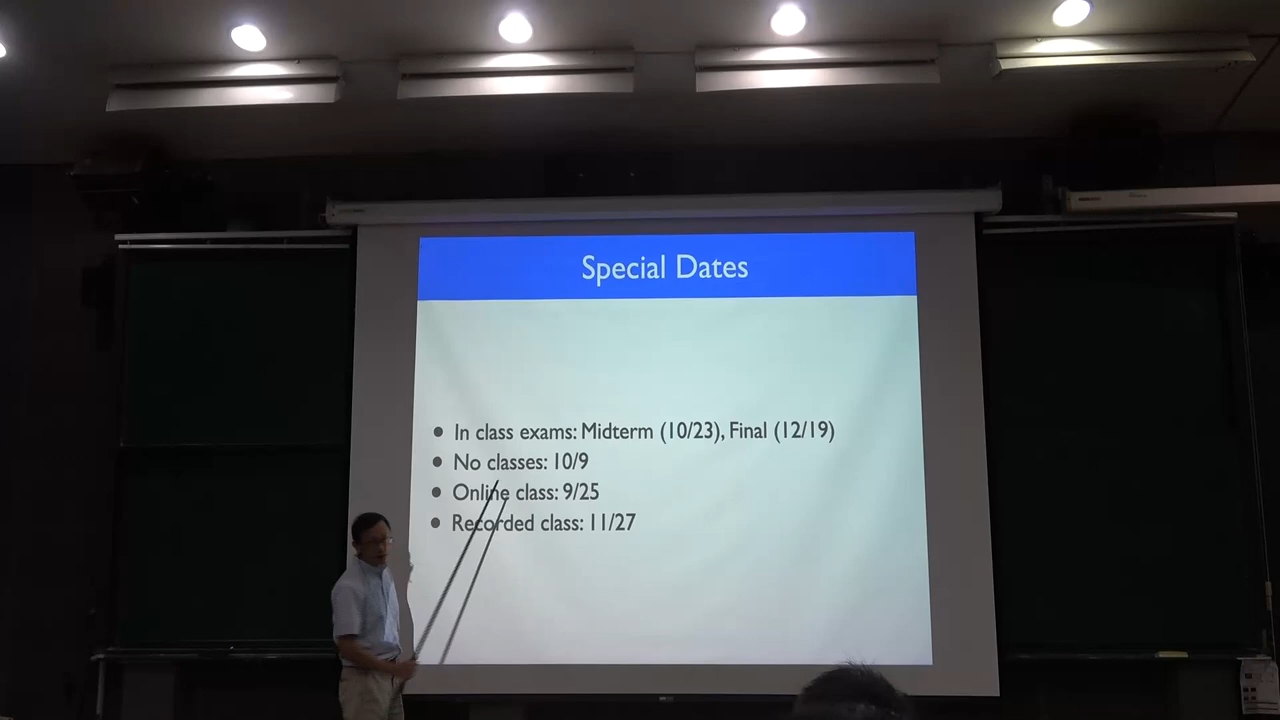 Special Dates
In class exams: Midterm (10/23), Final (12/19)
No classes: 10/9
Online class: 9/25
Recorded class: 11/27